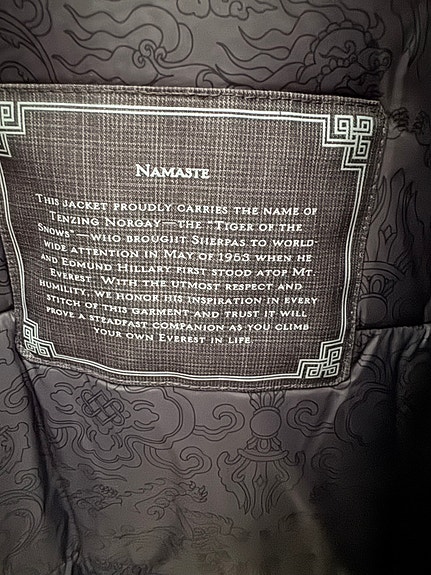 NAMASTE
THIS JACKET PROUDLY CARRIES THE NAME OF
TENZING NORGAY—THE "TIGER OF THE
SNOWS"—WHO BROUGHT SHERPAS TO WORLD-
WIDE ATTENTION IN MAY OF 1953 WHEN HE
AND EDMUND HILLARY FIRST STOOD ATOP MT.
EVEREST. WITH THE UTMOST RESPECT AND
HUMILITY, WE HONOR HIS INSPIRATION IN EVERY
STITCH OF THIS GARMENT AND TRUST IT WILL
PROVE A STEADFAST COMPANION AS YOU CLIMB
YOUR OWN EVEREST IN LIFE.